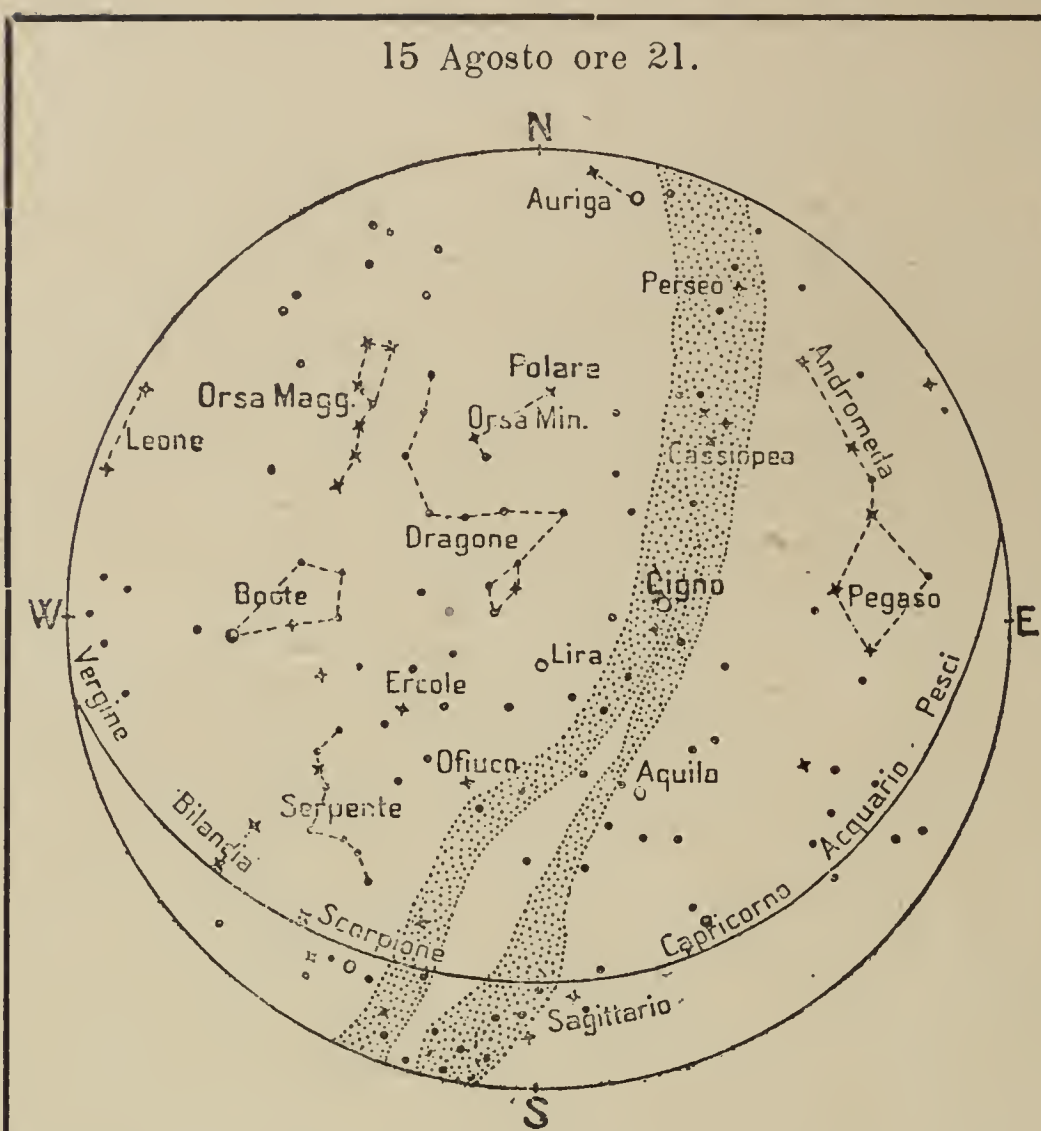 15 Agosto ore 21.
N
Auriga
Perseo
Andromeda
Polare
Orsa Magg.
Orsa Min.
Leone
Cassiopea
Dragone
Cigno
Boote
Pegaso
W
E
Lira
Vergine
Ercole
Pesci
Ofiuco
Aquila
Serpente
Bilancia
Acquario
Scorpione
Capricorno
Sagittario
S